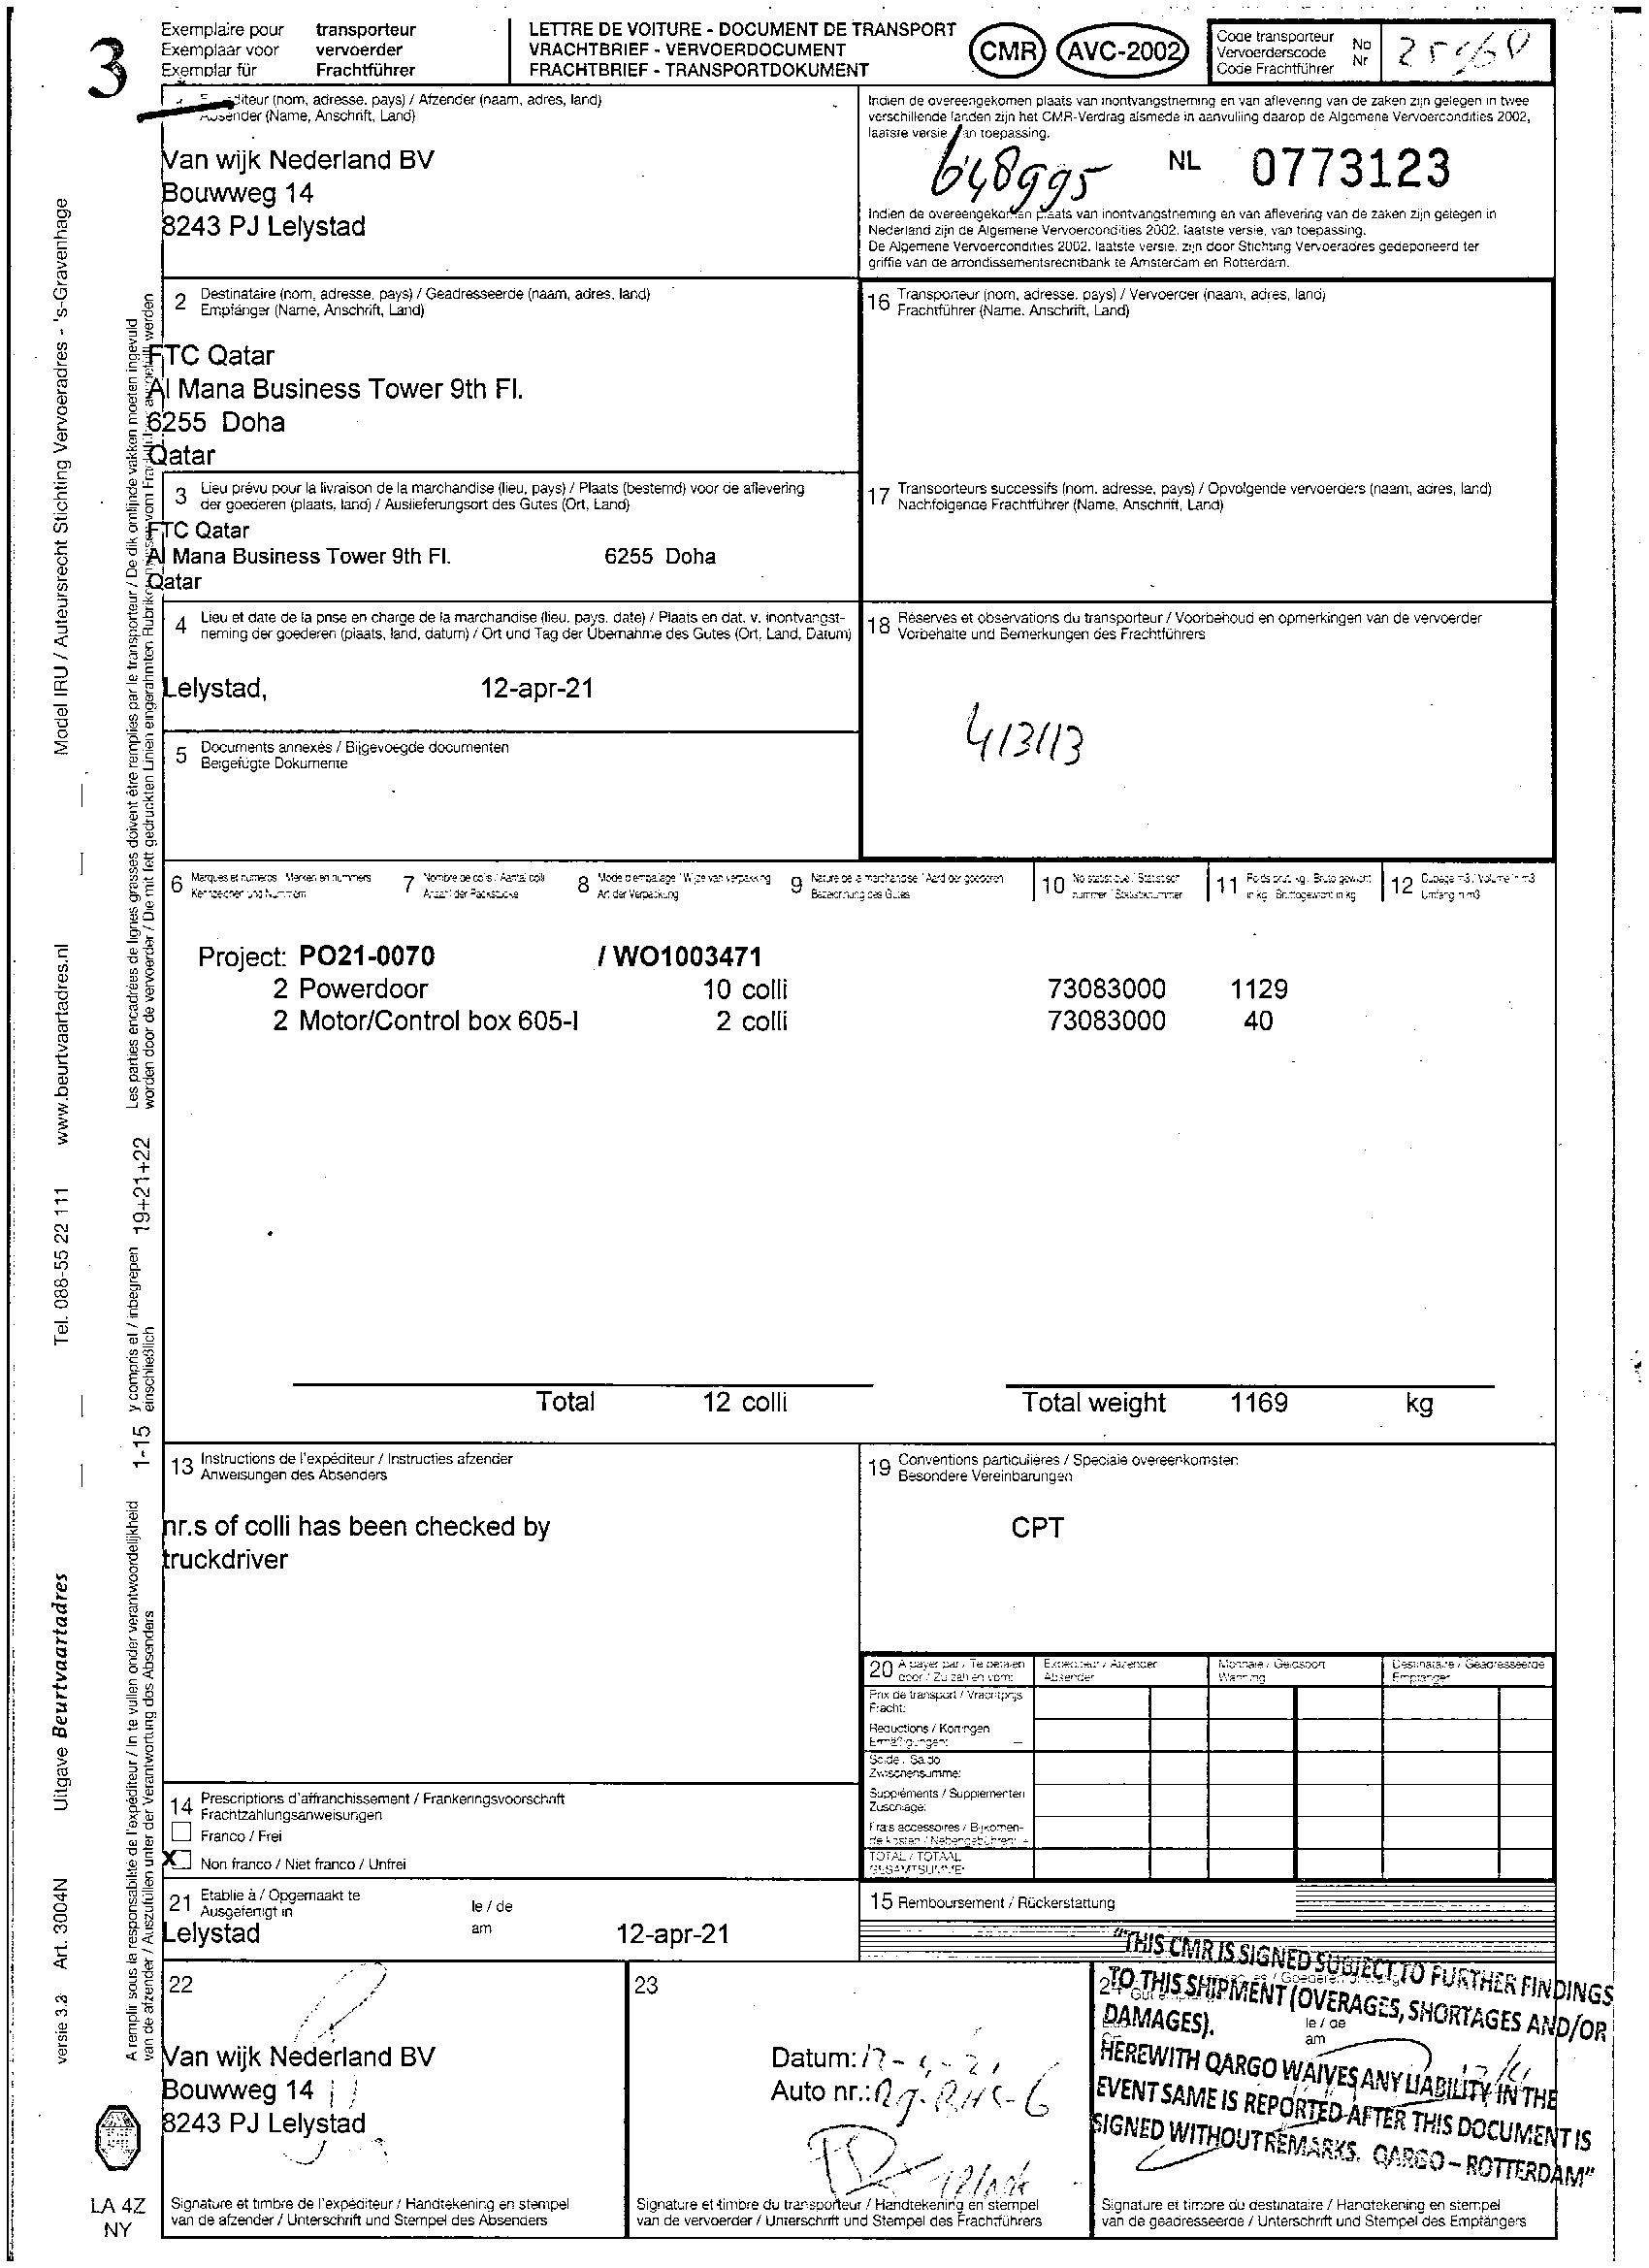 3
Exemplaire pour transporteur
Exemplaar voor vervoerder
Exemplar für Frachtführer
LETTRE DE VOITURE - DOCUMENT DE TRANSPORT
VRACHTBRIEF - VERVOERDOCUMENT
FRACHTBRIEF - TRANSPORTDOKUMENT
CMR AVC-2002
Code transporteur No
Vervoerderscode Nr
Code Frachtführer
(nom, adresse, pays) / Afzender (naam, adres, land)
(Name, Anschrift, Land)
Van wijk Nederland BV
Bouwweg 14
8243 PJ Lelystad
Indien de overeengekomen plaats van inontvangstneming en van aflevering van de zaken zijn gelegen in twee
verschillende landen zijn het CMR-Verdrag alsmede in aanvulling daarop de Algemene Vervoercondities 2002,
laatste versie van toepassing.
648995
NL 0773123
Indien de overeengekomen plaats van inontvangstneming en van aflevering van de zaken zijn gelegen in
Nederland zijn de Algemene Vervoercondities 2002, laatste versie, van toepassing.
De Algemene Vervoercondities 2002, laatste versie, zijn door Stichting Vervoeradres gedeponeerd ter
griffie van de arrondissementsrechtbank te Amsterdam en Rotterdam.
2 Destinataire (nom, adresse, pays) / Geadresseerde (naam, adres, land)
Empfänger (Name, Anschrift, Land)
FTC Qatar
Al Mana Business Tower 9th Fl.
6255 Doha
Qatar
16 Transporteur (nom, adresse, pays) / Vervoerder (naam, adres, land)
Frachtführer (Name, Anschrift, Land)
3 Lieu prévu pour la livraison de la marchandise (lieu, pays) / Plaats (bestemd) voor de aflevering
der goederen (plaats, land) / Auslieferungsort des Gutes (Ort, Land)
FTC Qatar
Al Mana Business Tower 9th Fl. 6255 Doha
Qatar
17 Transporteurs successifs (nom, adresse, pays) / Opvolgende vervoerders (naam, adres, land)
Nachfolgende Frachtführer (Name, Anschrift, Land)
4 Lieu et date de la prise en charge de la marchandise (lieu, pays, date) / Plaats en dat. v. inontvangst-
neming der goederen (plaats, land, datum) / Ort und Tag der Übernahme des Gutes (Ort, Land, Datum)
Lelystad, 12-apr-21
18 Réserves et observations du transporteur / Voorbehoud en opmerkingen van de vervoerder
Vorbehalte und Bemerkungen des Frachtführers
413113
5 Documents annexés / Bijgevoegde documenten
Beigefügte Dokumente
6 Marques et numéros / Merken en nummers
Kennzeichen und Nummern
7 Nombre de colis / Aantal colli
Anzahl der Packstücke
8 Mode d'emballage / Wijze van verpakking
Art der Verpackung
9 Nature de la marchandise / Aard der goederen
Bezeichnung des Gutes
10 No statistique / Statistisch
nummer / Statistiknummer
11 Poids brut, kg / Bruto gewicht
in kg / Bruttogewicht in kg
12 Cubage m3 / Volume in m3
Umfang in m3
Project: PO21-0070 / WO1003471
2 Powerdoor 10 colli 73083000 1129
2 Motor/Control box 605-I 2 colli 73083000 40
Total 12 colli Total weight 1169 kg
13 Instructions de l'expéditeur / Instructies afzender
Anweisungen des Absenders
nr.s of colli has been checked by
truckdriver
19 Conventions particulières / Speciale overeenkomsten
Besondere Vereinbarungen
CPT
20 A payer par / Te betalen
door / Zu zahlen vom:
Expéditeur / Afzender
Absender
Monnaie / Geldsoort
Währung
Destinataire / Geadresseerde
Empfänger
Prix de transport / Vrachtprijs
Fracht:
Réductions / Kortingen
Ermäßigungen: –
Solde / Saldo
Zwischensumme:
Suppléments / Supplementen
Zuschläge:
Frais accessoires / Bijkomen-
de kosten / Nebengebühren: +
TOTAL / TOTAAL
GESAMTSUMME:
14 Prescriptions d'affranchissement / Frankeringsvoorschrift
Frachtzahlungsanweisungen
Franco / Frei
X Non franco / Niet franco / Unfrei
21 Etablie à / Opgemaakt te
Ausgefertigt in
le / de
am
Lelystad 12-apr-21
15 Remboursement / Rückerstattung
22
Van wijk Nederland BV
Bouwweg 14
8243 PJ Lelystad
Signature et timbre de l'expéditeur / Handtekening en stempel
van de afzender / Unterschrift und Stempel des Absenders
23
Datum:
Auto nr.:
Signature et timbre du transporteur / Handtekening en stempel
van de vervoerder / Unterschrift und Stempel des Frachtführers
24
le / de
am
"THIS CMR IS SIGNED SUBJECT TO FURTHER FINDINGS
TO THIS SHIPMENT (OVERAGES, SHORTAGES AND/OR
DAMAGES).
HEREWITH QARGO WAIVES ANY LIABILITY IN THE
EVENT SAME IS REPORTED AFTER THIS DOCUMENT IS
SIGNED WITHOUT REMARKS. QARGO – ROTTERDAM"
Signature et timbre du destinataire / Handtekening en stempel
van de geadresseerde / Unterschrift und Stempel des Empfängers
Model IRU / Auteursrecht Stichting Vervoeradres - 's-Gravenhage
www.beurtvaartadres.nl
Tel. 088-55 22 111
Uitgave Beurtvaartadres
Art. 3004N
versie 3.2
Les parties encadrées de lignes grasses doivent être remplies par le transporteur / De dik omlijnde vakken moeten ingevuld
worden door de vervoerder / Die mit fett gedruckten Linien eingerahmten Rubriken müssen vom Frachtführer ausgefüllt werden
1-15 y compris et / inbegrepen 19+21+22
einschließlich
A remplir sous la responsabilité de l'expéditeur / In te vullen onder verantwoordelijkheid
van de afzender / Auszufüllen unter der Verantwortung des Absenders
LA 4Z
NY